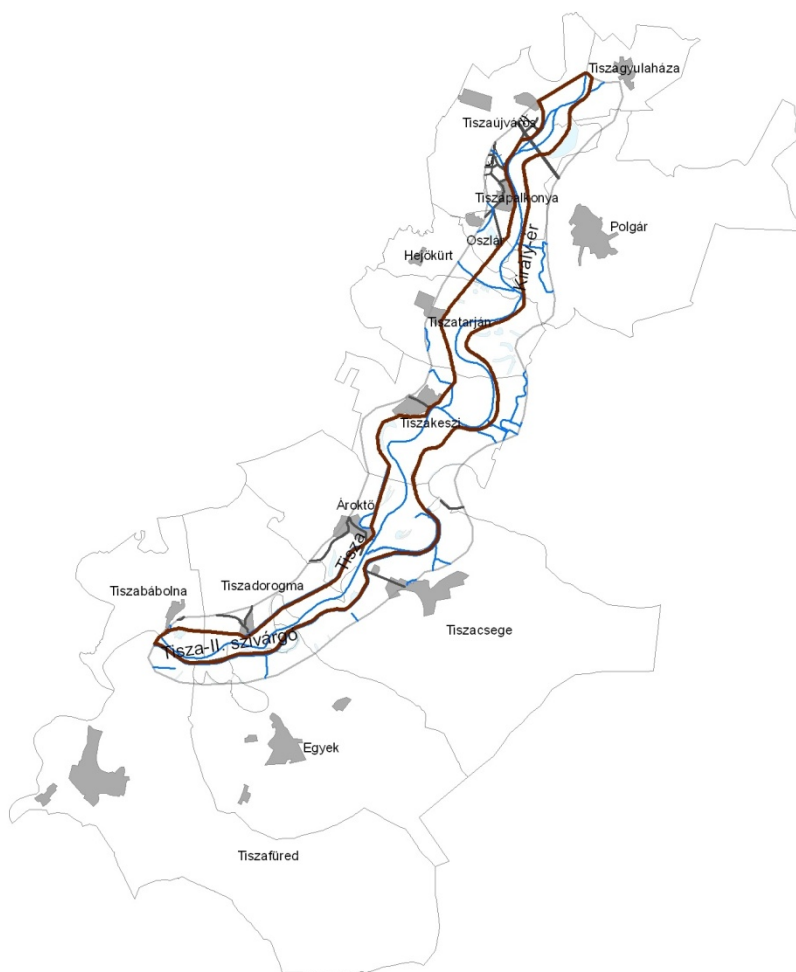 Tiszagyulaháza
Tiszaújváros
Tiszapalkonya
Polgár
Oszlár
Hejőkürt
Király-ér
Tiszatarján
Tiszakeszi
Ároktő
Tisza
Tiszadorogma
Tiszabábolna
Tiszacsege
Tisza-II. szivárgó
Egyek
Tiszafüred